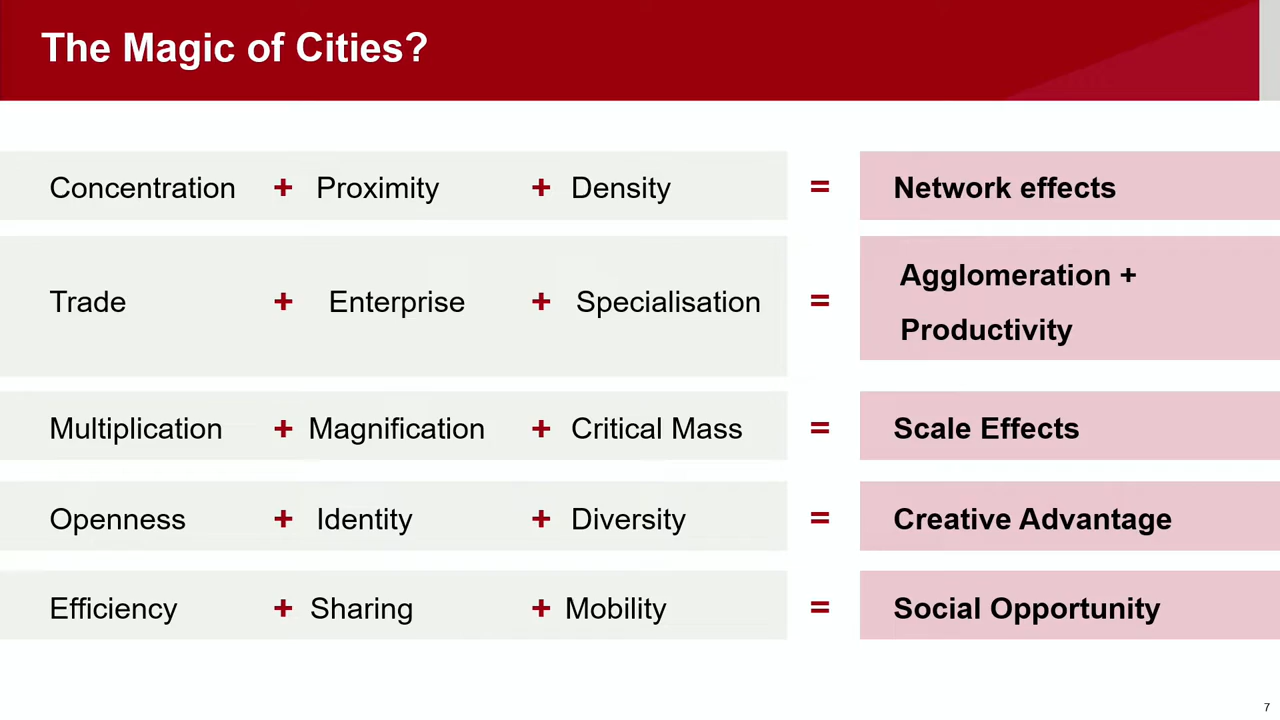 The Magic of Cities?
Concentration + Proximity + Density = Network effects
Trade + Enterprise + Specialisation = Agglomeration +
Productivity
Multiplication + Magnification + Critical Mass = Scale Effects
Openness + Identity + Diversity = Creative Advantage
Efficiency + Sharing + Mobility = Social Opportunity
7